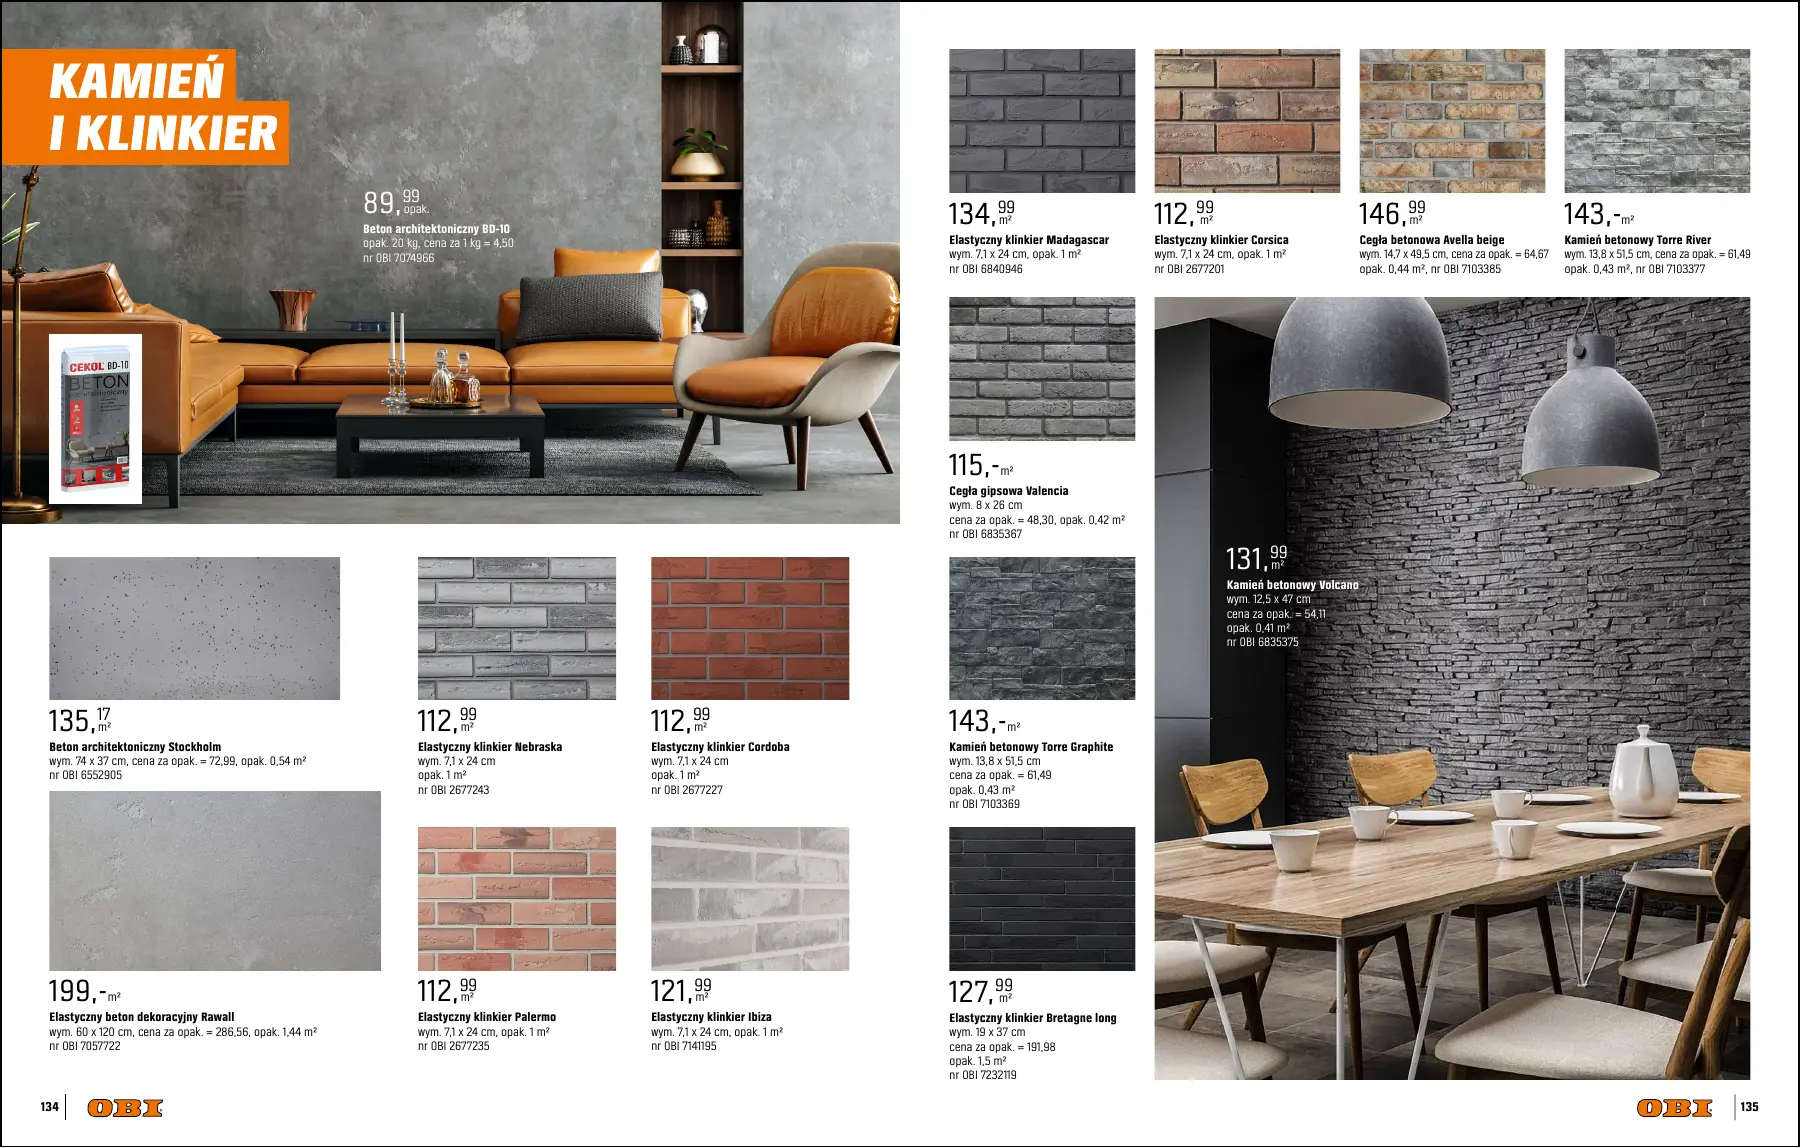 KAMIEŃ
I KLINKIER
89,99
opak.
Beton architektoniczny BD-10
opak. 20 kg, cena za 1 kg = 4,50
nr OBI 7074966
CEKOL BD-10
BETON
architektoniczny
135,17
m²
Beton architektoniczny Stockholm
wym. 74 x 37 cm, cena za opak. = 72,99, opak. 0,54 m²
nr OBI 6552905
199,-m²
Elastyczny beton dekoracyjny Rawall
wym. 60 x 120 cm, cena za opak. = 286,56, opak. 1,44 m²
nr OBI 7057722
112,99
m²
Elastyczny klinkier Nebraska
wym. 7,1 x 24 cm
opak. 1 m²
nr OBI 2677243
112,99
m²
Elastyczny klinkier Cordoba
wym. 7,1 x 24 cm
opak. 1 m²
nr OBI 2677227
112,99
m²
Elastyczny klinkier Palermo
wym. 7,1 x 24 cm, opak. 1 m²
nr OBI 2677235
121,99
m²
Elastyczny klinkier Ibiza
wym. 7,1 x 24 cm, opak. 1 m²
nr OBI 7141195
134
OBI
134,99
m²
Elastyczny klinkier Madagascar
wym. 7,1 x 24 cm, opak. 1 m²
nr OBI 6840946
112,99
m²
Elastyczny klinkier Corsica
wym. 7,1 x 24 cm, opak. 1 m²
nr OBI 2677201
146,99
m²
Cegła betonowa Avella beige
wym. 14,7 x 49,5 cm, cena za opak. = 64,67
opak. 0,44 m², nr OBI 7103385
143,-m²
Kamień betonowy Torre River
wym. 13,8 x 51,5 cm, cena za opak. = 61,49
opak. 0,43 m², nr OBI 7103377
115,-m²
Cegła gipsowa Valencia
wym. 8 x 26 cm
cena za opak. = 48,30, opak. 0,42 m²
nr OBI 6835367
131,99
m²
Kamień betonowy Volcano
wym. 12,5 x 47 cm
cena za opak. = 54,11
opak. 0,41 m²
nr OBI 6835375
143,-m²
Kamień betonowy Torre Graphite
wym. 13,8 x 51,5 cm
cena za opak. = 61,49
opak. 0,43 m²
nr OBI 7103369
127,99
m²
Elastyczny klinkier Bretagne long
wym. 19 x 37 cm
cena za opak. = 191,98
opak. 1,5 m²
nr OBI 7232119
OBI
135